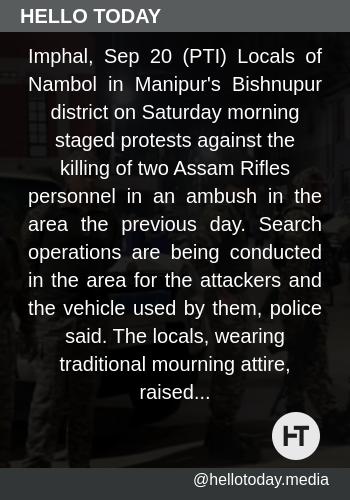 HELLO TODAY
Imphal, Sep 20 (PTI) Locals of
Nambol in Manipur's Bishnupur
district on Saturday morning
staged protests against the
killing of two Assam Rifles
personnel in an ambush in the
area the previous day. Search
operations are being conducted
in the area for the attackers and
the vehicle used by them, police
said. The locals, wearing
traditional mourning attire,
raised...
HT
@hellotoday.media